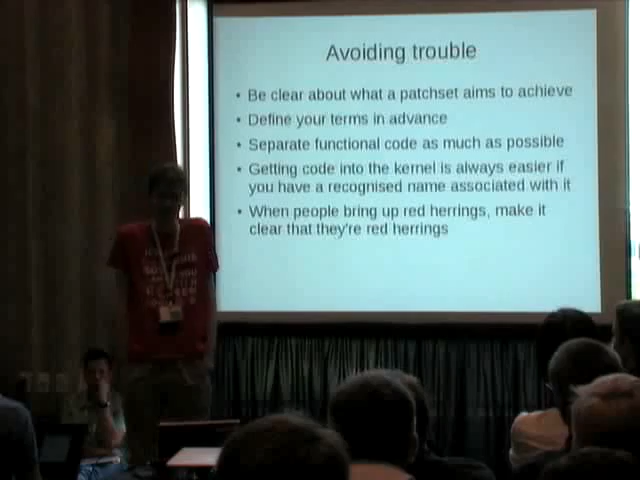 Avoiding trouble
• Be clear about what a patchset aims to achieve
• Define your terms in advance
• Separate functional code as much as possible
• Getting code into the kernel is always easier if
you have a recognised name associated with it
• When people bring up red herrings, make it
clear that they're red herrings